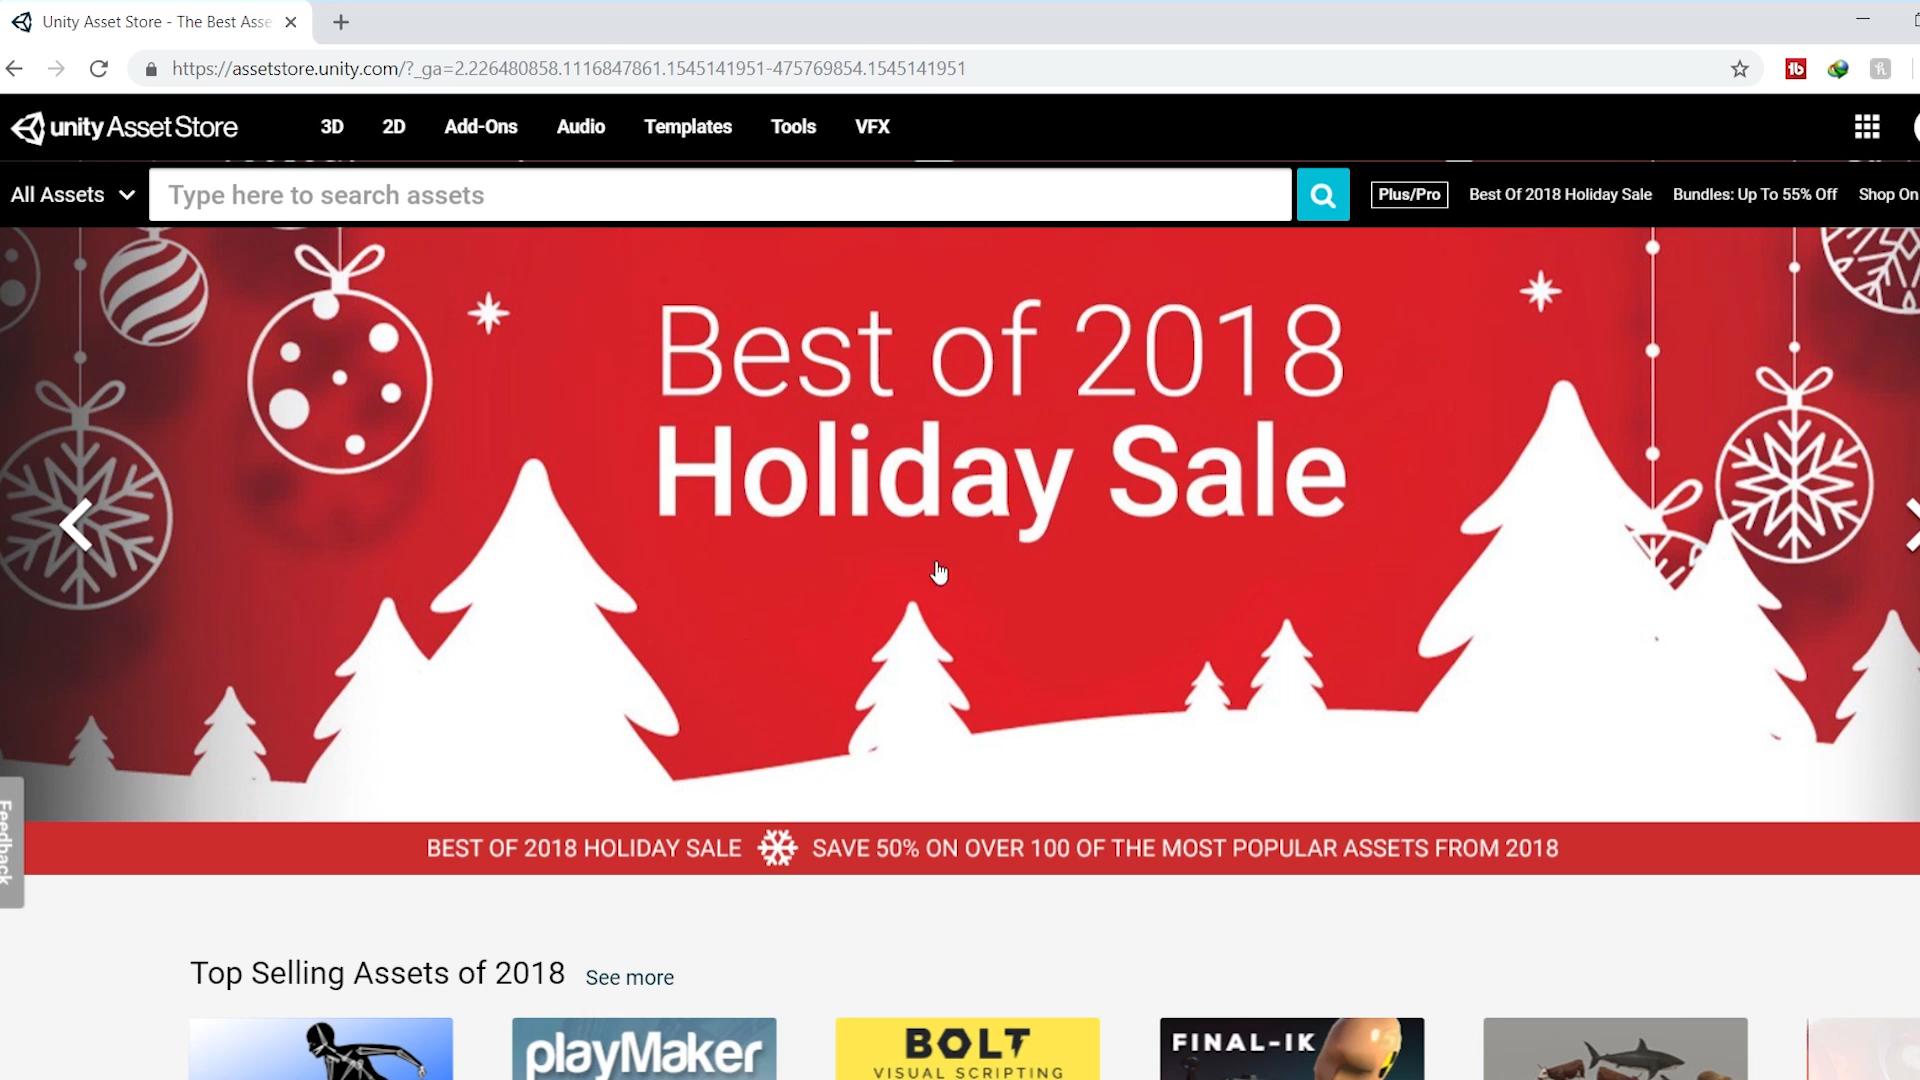 Unity Asset Store - The Best Asse
https://assetstore.unity.com/?_ga=2.226480858.1116847861.1545141951-475769854.1545141951
unity Asset Store
3D 2D Add-Ons Audio Templates Tools VFX
All Assets Type here to search assets Plus/Pro Best Of 2018 Holiday Sale Bundles: Up To 55% Off Shop On
Best of 2018
Holiday Sale
Feedback
BEST OF 2018 HOLIDAY SALE SAVE 50% ON OVER 100 OF THE MOST POPULAR ASSETS FROM 2018
Top Selling Assets of 2018 See more
playMaker
BOLT
VISUAL SCRIPTING
FINAL-IK